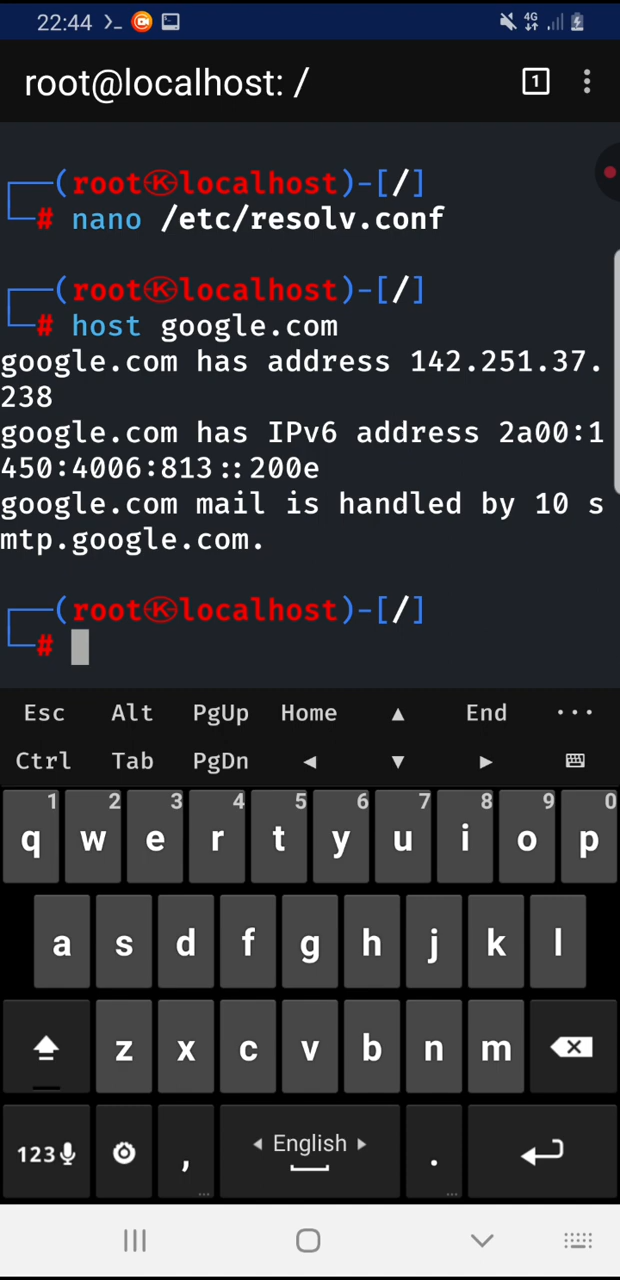 22:44 >_ 4G
root@localhost: / 1
┌──(root㉿localhost)-[/]
└─# nano /etc/resolv.conf
┌──(root㉿localhost)-[/]
└─# host google.com
google.com has address 142.251.37.
238
google.com has IPv6 address 2a00:1
450:4006:813::200e
google.com mail is handled by 10 s
mtp.google.com.
┌──(root㉿localhost)-[/]
└─#
Esc Alt PgUp Home ▲ End ···
Ctrl Tab PgDn ◄ ▼ ►
1 2 3 4 5 6 7 8 9 0
q w e r t y u i o p
a s d f g h j k l
z x c v b n m
123 , ... ◂ English ▸ . ...